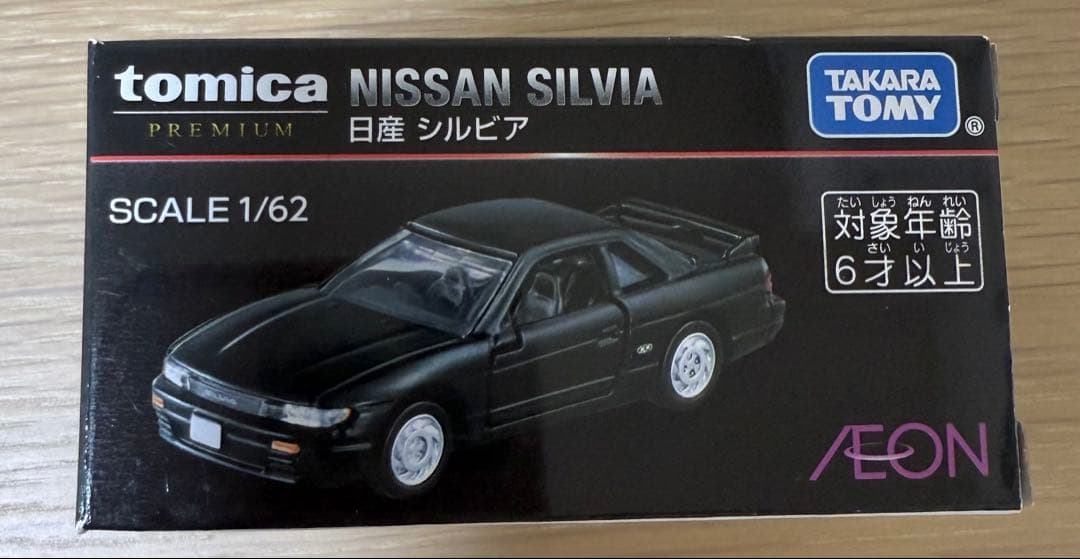 tomica
PREMIUM
NISSAN SILVIA
日産 シルビア
TAKARA
TOMY
®
SCALE 1/62
たい しょう ねん れい
対象年齢
さい い じょう
6才以上
ÆON